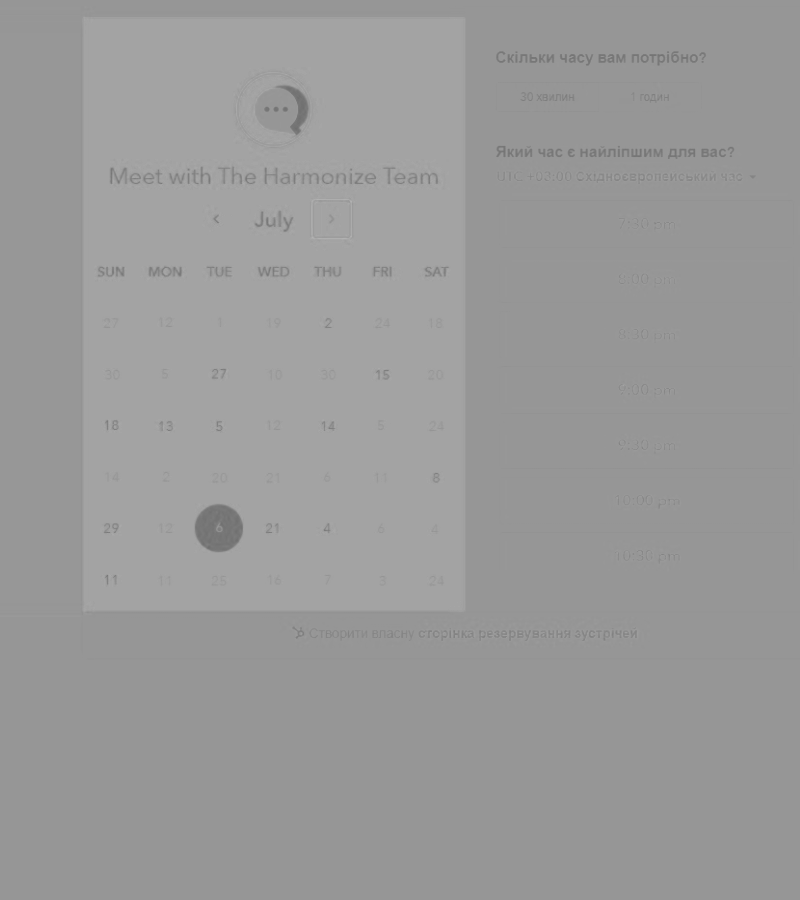 Meet with The Harmonize Team
July
SUN MON TUE WED THU FRI SAT
27 12 1 19 2 24 18
30 5 27 10 30 15 20
18 13 5 12 14 5 24
14 2 20 21 6 11 8
29 12 6 21 4 6 4
11 11 25 16 7 3 24
Скільки часу вам потрібно?
30 хвилин 1 годин
Який час є найліпшим для вас?
UTC +03:00 Східноєвропейський час
7:30 pm
8:00 pm
8:30 pm
9:00 pm
9:30 pm
10:00 pm
10:30 pm
Створити власну сторінка резервування зустрічей